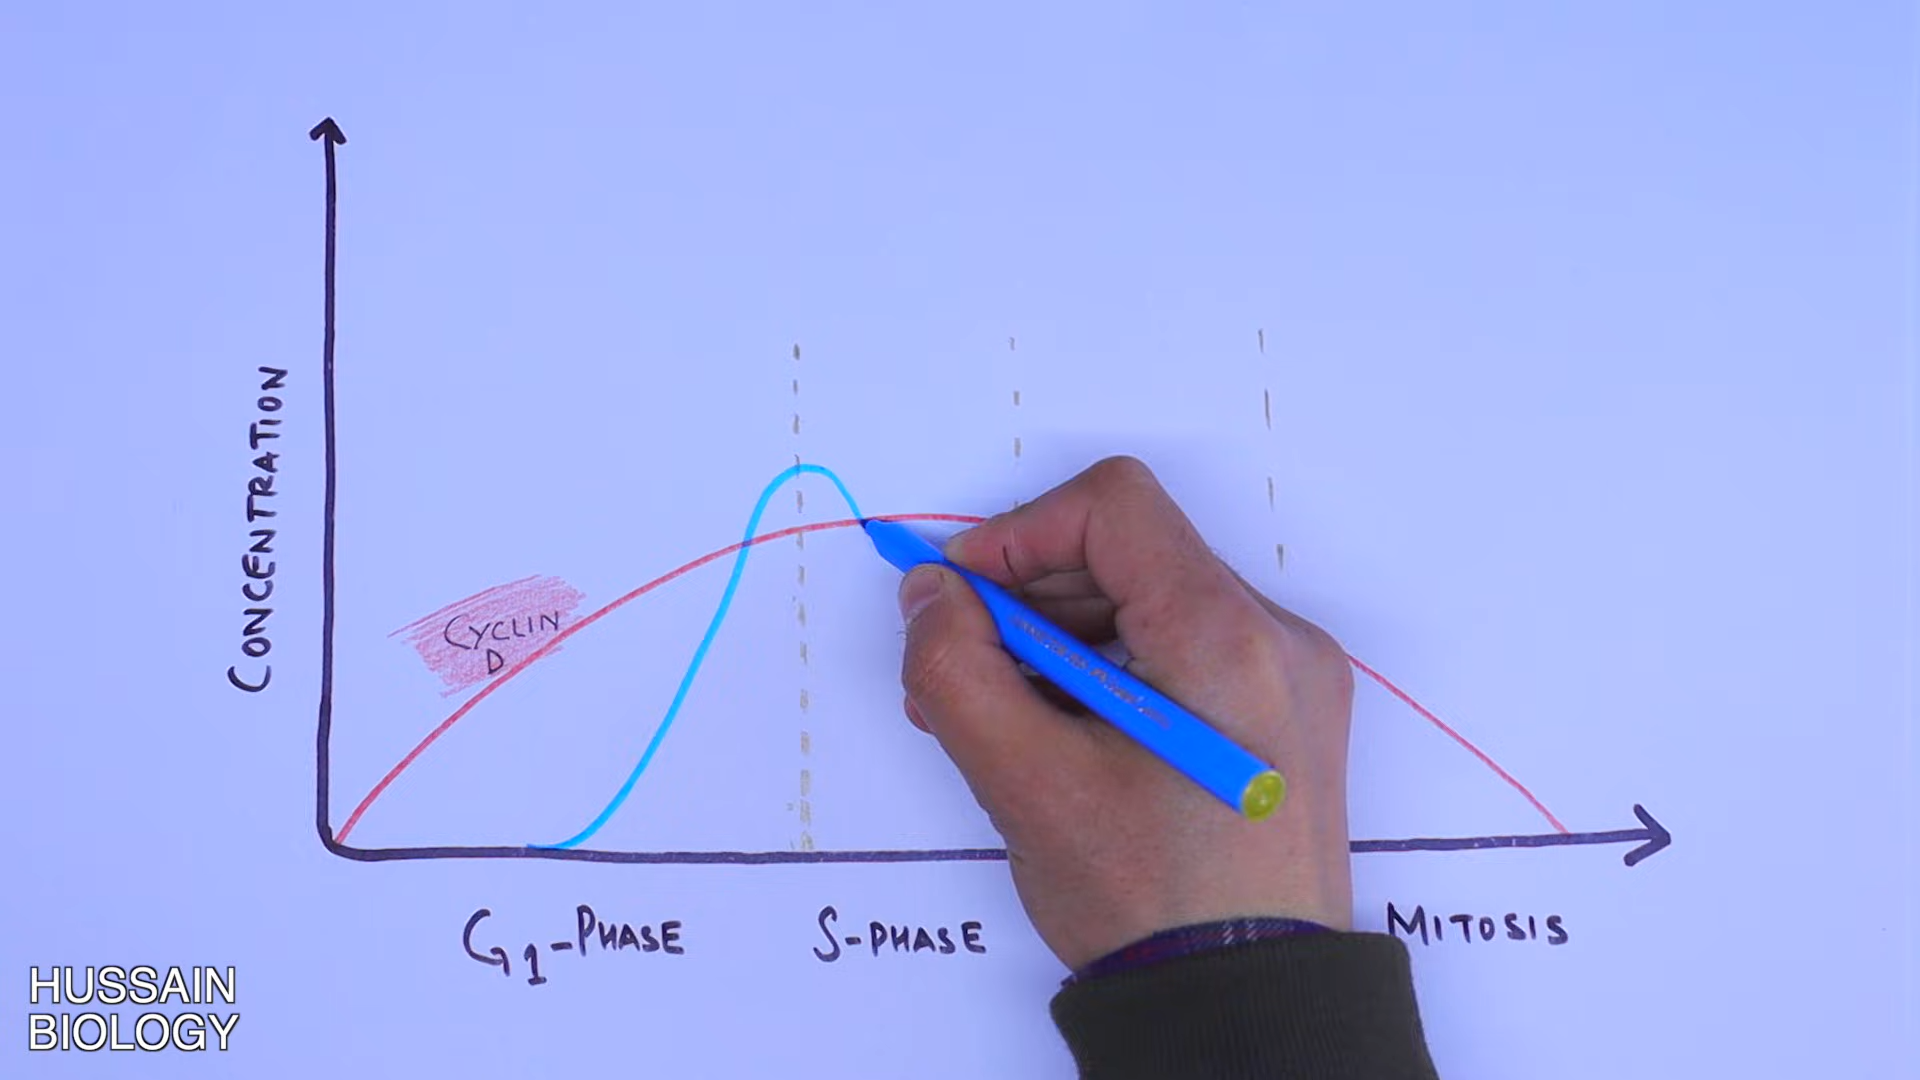 CONCENTRATION
CYCLIN
D
G1-PHASE
S-PHASE
MITOSIS
HUSSAIN
BIOLOGY